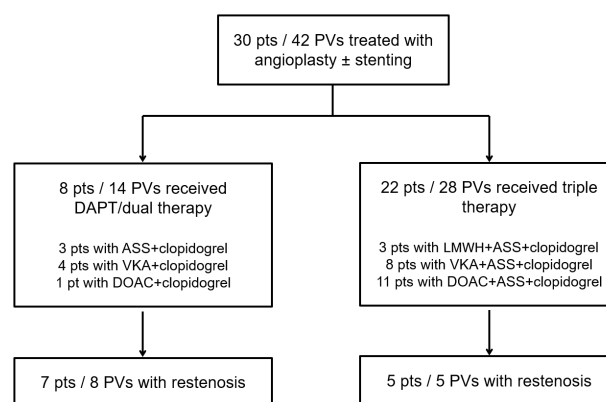 30 pts / 42 PVs treated with
angioplasty ± stenting
8 pts / 14 PVs received
DAPT/dual therapy
3 pts with ASS+clopidogrel
4 pts with VKA+clopidogrel
1 pt with DOAC+clopidogrel
22 pts / 28 PVs received triple
therapy
3 pts with LMWH+ASS+clopidogrel
8 pts with VKA+ASS+clopidogrel
11 pts with DOAC+ASS+clopidogrel
7 pts / 8 PVs with restenosis
5 pts / 5 PVs with restenosis